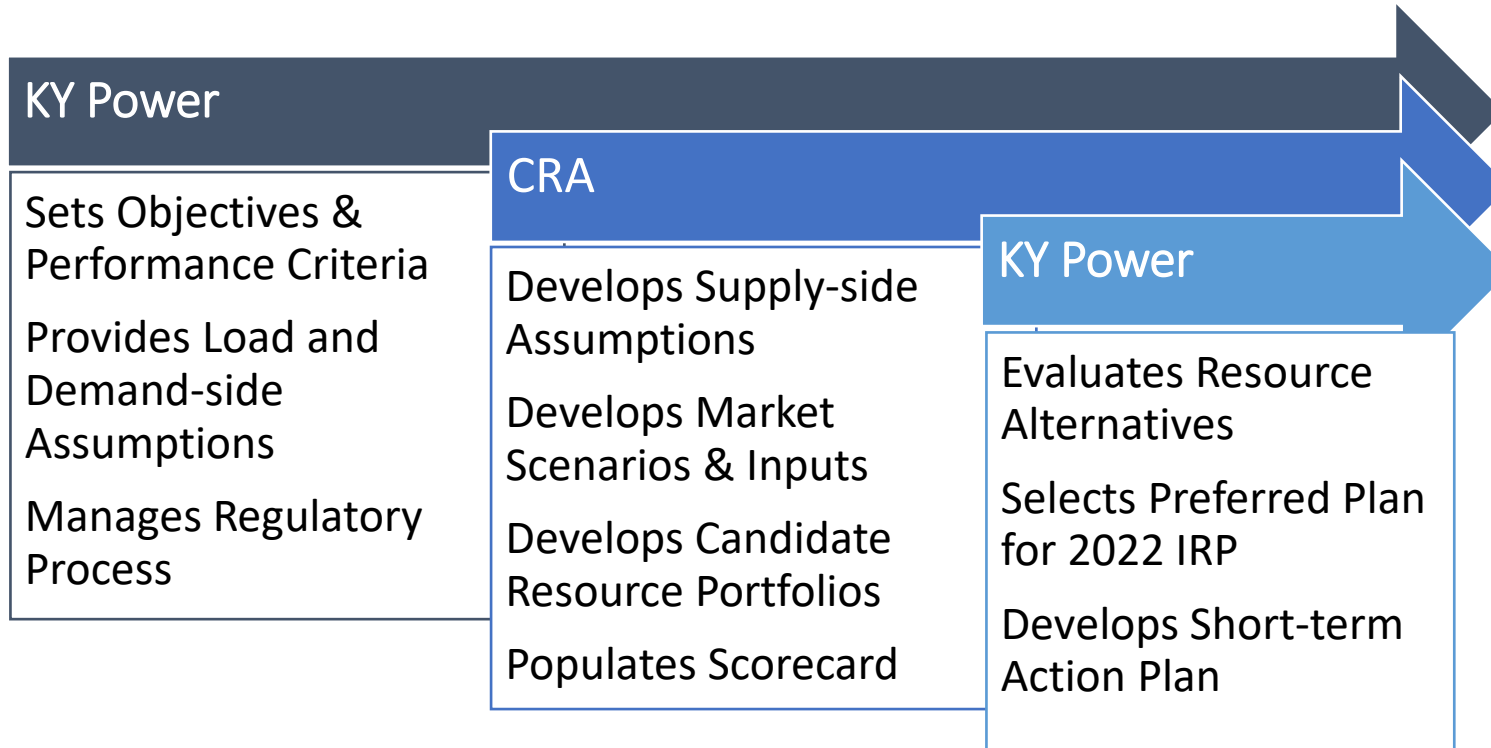 KY Power
Sets Objectives &
Performance Criteria
Provides Load and
Demand-side
Assumptions
Manages Regulatory
Process
CRA
Develops Supply-side
Assumptions
Develops Market
Scenarios & Inputs
Develops Candidate
Resource Portfolios
Populates Scorecard
KY Power
Evaluates Resource
Alternatives
Selects Preferred Plan
for 2022 IRP
Develops Short-term
Action Plan